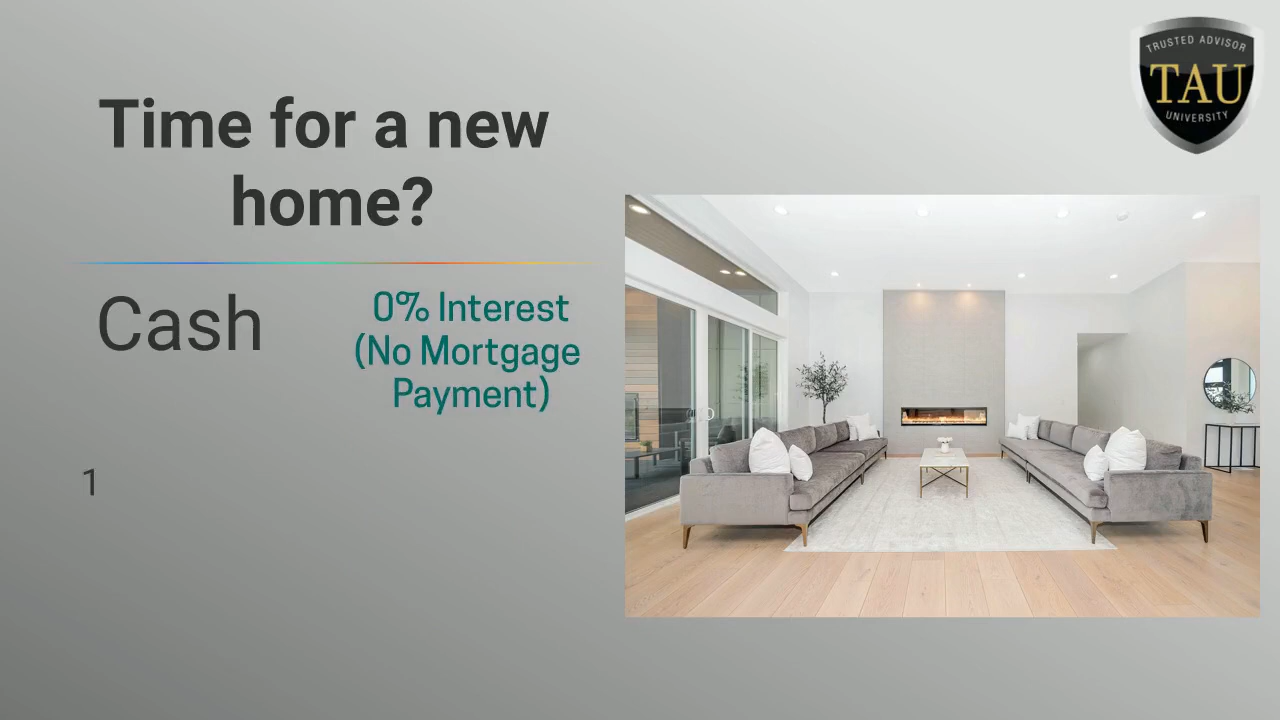 TRUSTED ADVISOR
TAU
UNIVERSITY
Time for a new
home?
Cash
0% Interest
(No Mortgage
Payment)
1